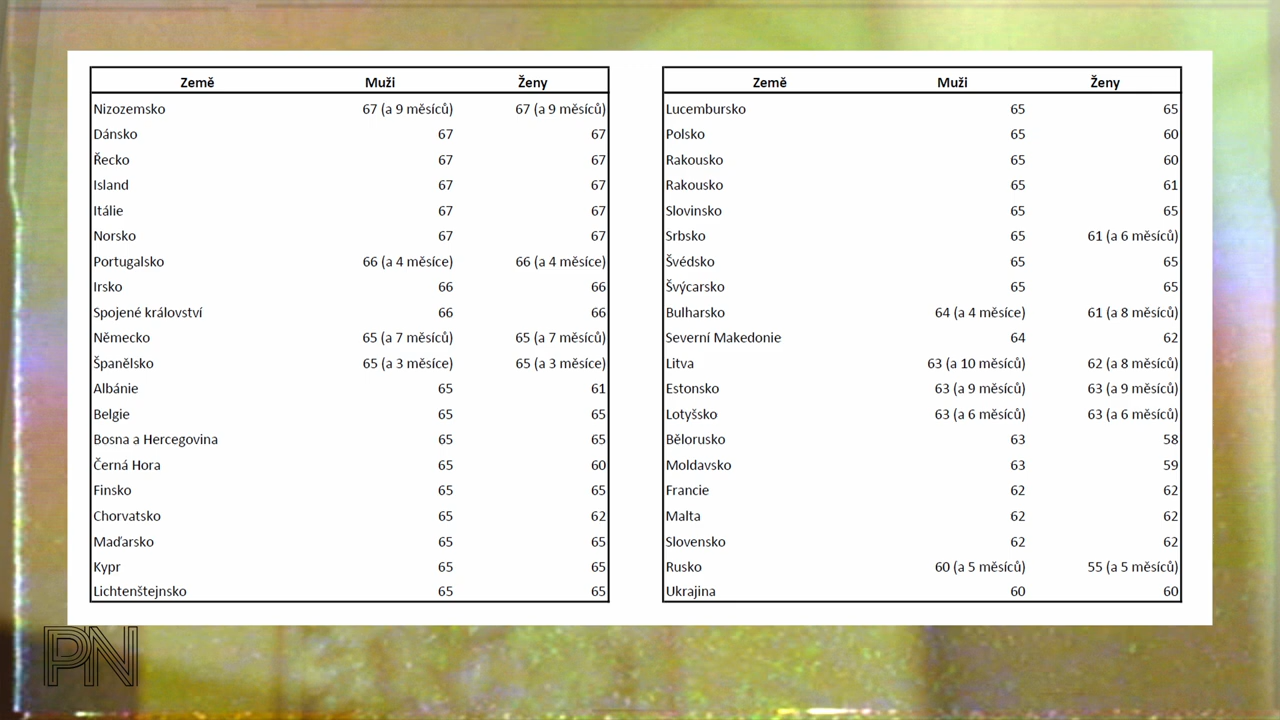 Země Muži Ženy
Nizozemsko 67 (a 9 měsíců) 67 (a 9 měsíců)
Dánsko 67 67
Řecko 67 67
Island 67 67
Itálie 67 67
Norsko 67 67
Portugalsko 66 (a 4 měsíce) 66 (a 4 měsíce)
Irsko 66 66
Spojené království 66 66
Německo 65 (a 7 měsíců) 65 (a 7 měsíců)
Španělsko 65 (a 3 měsíce) 65 (a 3 měsíce)
Albánie 65 61
Belgie 65 65
Bosna a Hercegovina 65 65
Černá Hora 65 60
Finsko 65 65
Chorvatsko 65 62
Maďarsko 65 65
Kypr 65 65
Lichtenštejnsko 65 65
Země Muži Ženy
Lucembursko 65 65
Polsko 65 60
Rakousko 65 60
Rakousko 65 61
Slovinsko 65 65
Srbsko 65 61 (a 6 měsíců)
Švédsko 65 65
Švýcarsko 65 65
Bulharsko 64 (a 4 měsíce) 61 (a 8 měsíců)
Severní Makedonie 64 62
Litva 63 (a 10 měsíců) 62 (a 8 měsíců)
Estonsko 63 (a 9 měsíců) 63 (a 9 měsíců)
Lotyšsko 63 (a 6 měsíců) 63 (a 6 měsíců)
Bělorusko 63 58
Moldavsko 63 59
Francie 62 62
Malta 62 62
Slovensko 62 62
Rusko 60 (a 5 měsíců) 55 (a 5 měsíců)
Ukrajina 60 60
PN